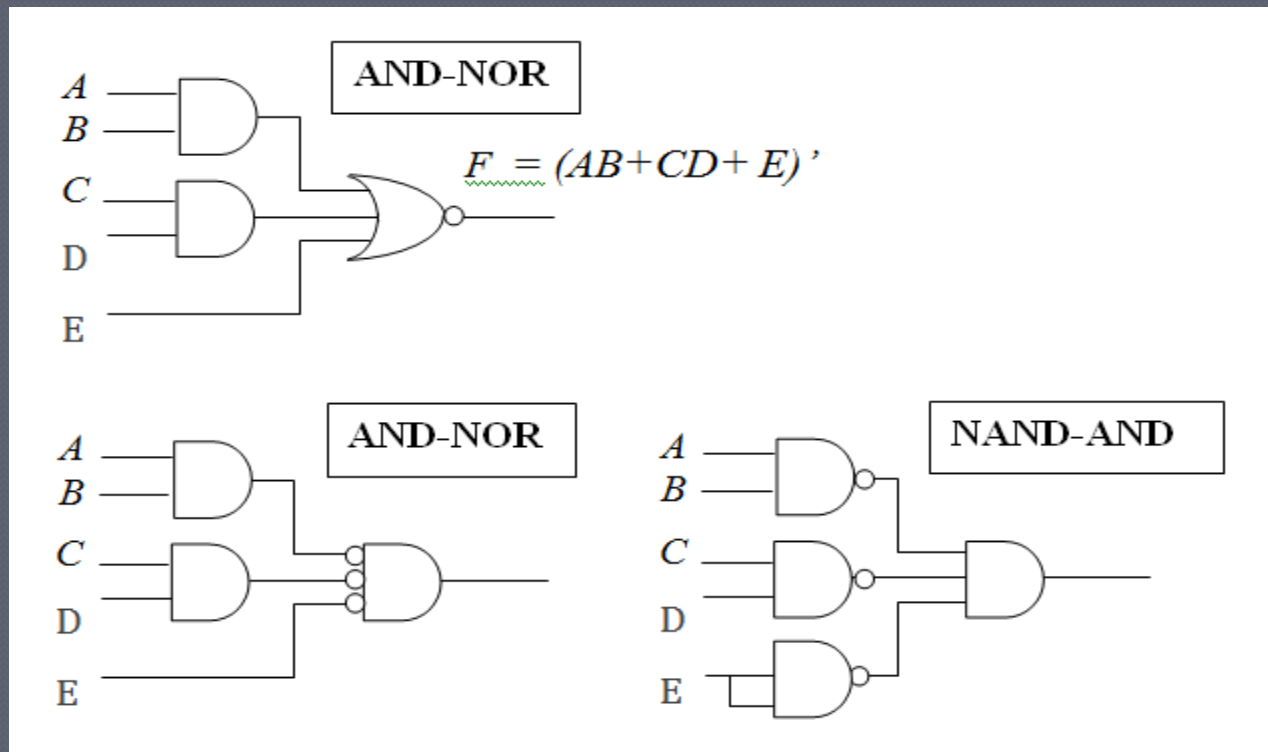 AND-NOR
A
B
F = (AB+CD+ E)’
C
D
E
AND-NOR
A
B
C
D
E
NAND-AND
A
B
C
D
E